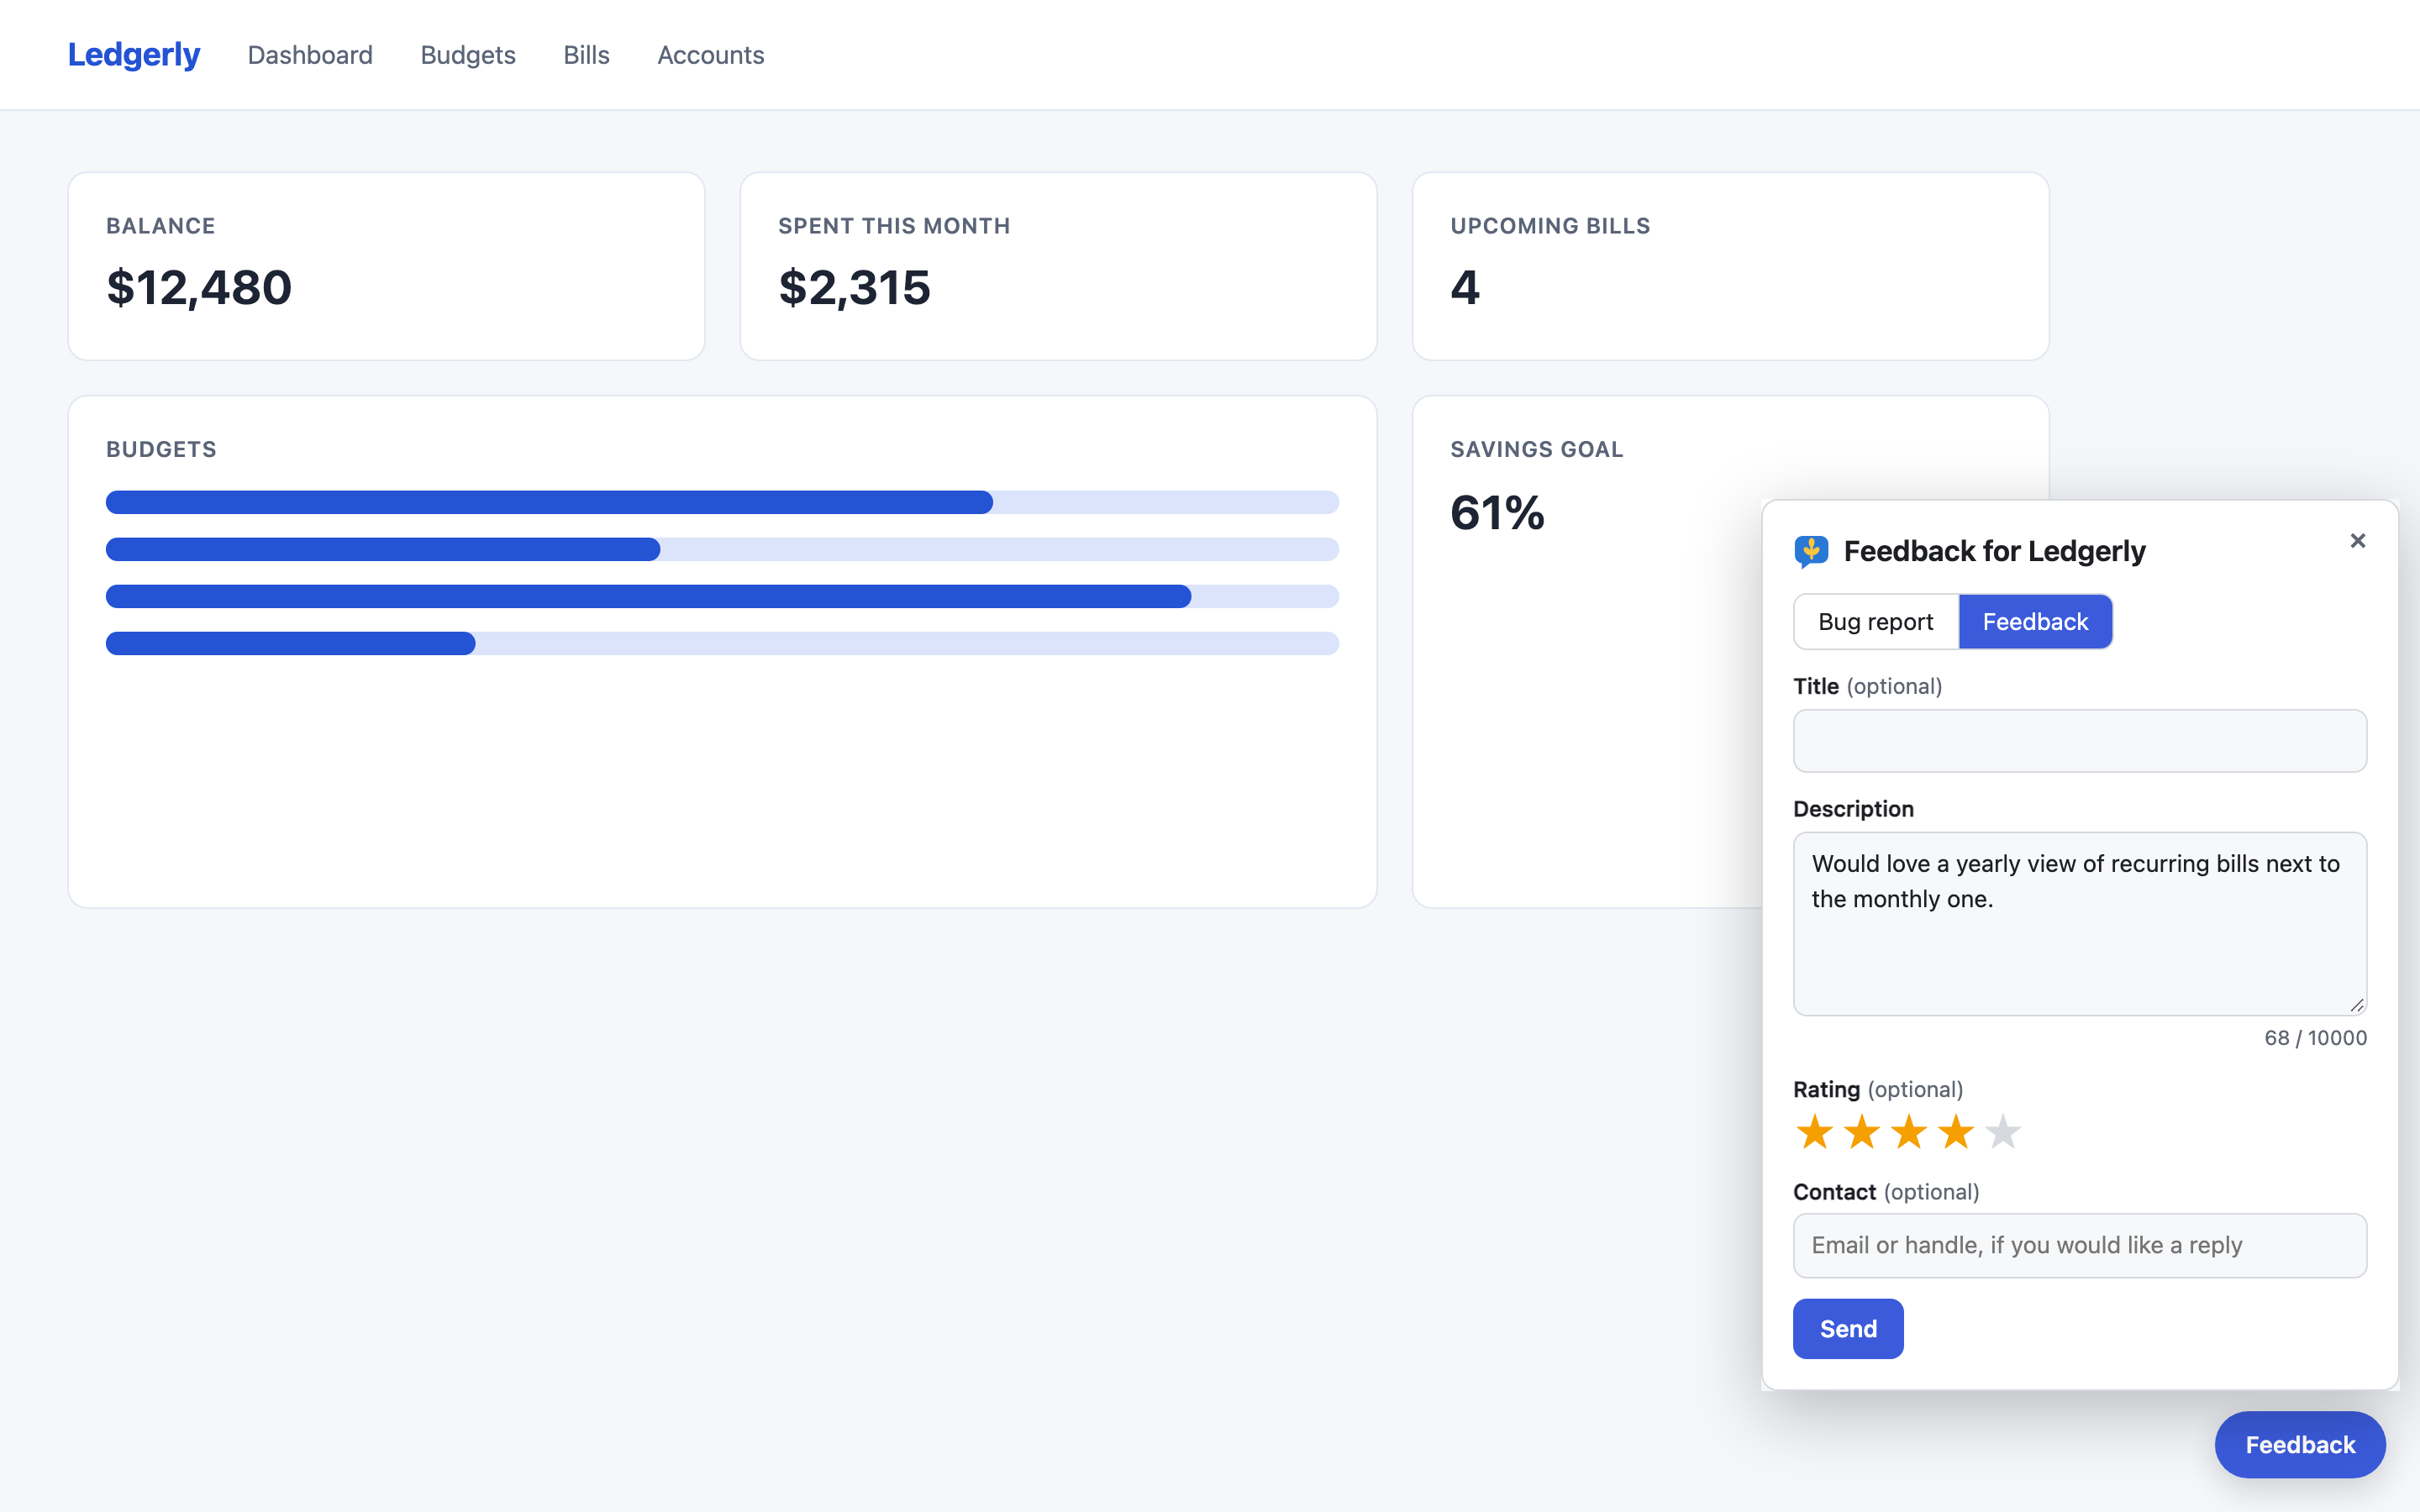 Ledgerly Dashboard Budgets Bills Accounts
BALANCE
$12,480
SPENT THIS MONTH
$2,315
UPCOMING BILLS
4
BUDGETS
SAVINGS GOAL
61%
Feedback for Ledgerly
×
Bug report Feedback
Title (optional)
Description
Would love a yearly view of recurring bills next to
the monthly one.
68 / 10000
Rating (optional)
Contact (optional)
Email or handle, if you would like a reply
Send
Feedback